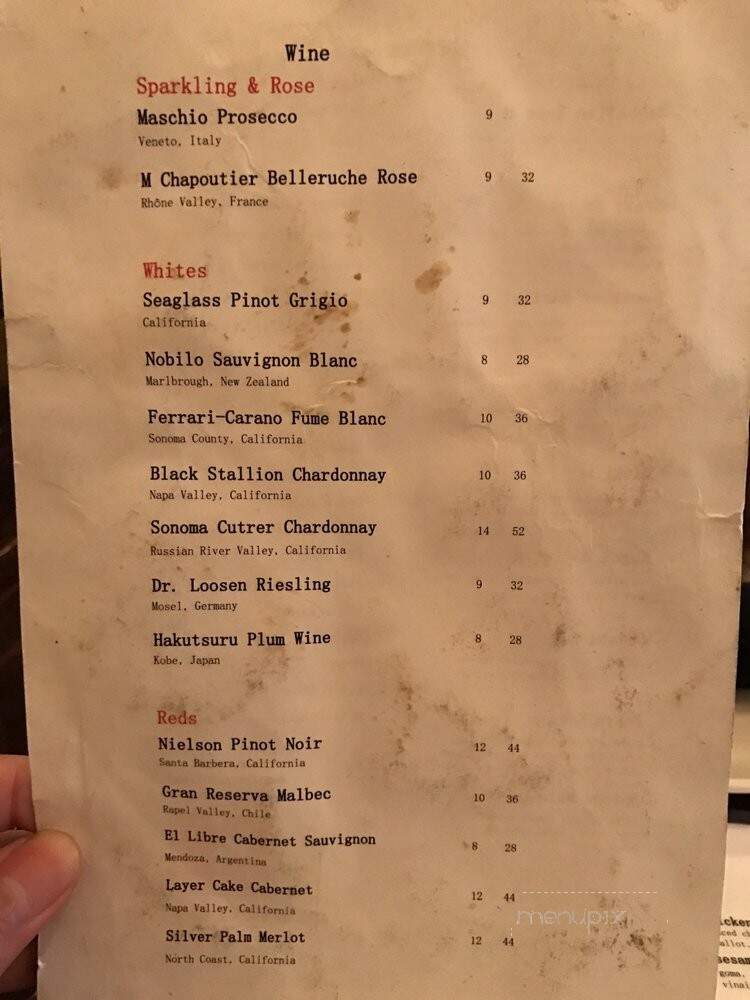 Wine
Sparkling & Rose
Maschio Prosecco 9
Veneto, Italy
M Chapoutier Belleruche Rose 9 32
Rhône Valley, France
Whites
Seaglass Pinot Grigio 9 32
California
Nobilo Sauvignon Blanc 8 28
Marlbrough, New Zealand
Ferrari-Carano Fume Blanc 10 36
Sonoma County, California
Black Stallion Chardonnay 10 36
Napa Valley, California
Sonoma Cutrer Chardonnay 14 52
Russian River Valley, California
Dr. Loosen Riesling 9 32
Mosel, Germany
Hakutsuru Plum Wine 8 28
Kobe, Japan
Reds
Nielson Pinot Noir 12 44
Santa Barbera, California
Gran Reserva Malbec 10 36
Rapel Valley, Chile
El Libre Cabernet Sauvignon 8 28
Mendoza, Argentina
Layer Cake Cabernet 12 44
Napa Valley, California
Silver Palm Merlot 12 44
North Coast, California
menupix